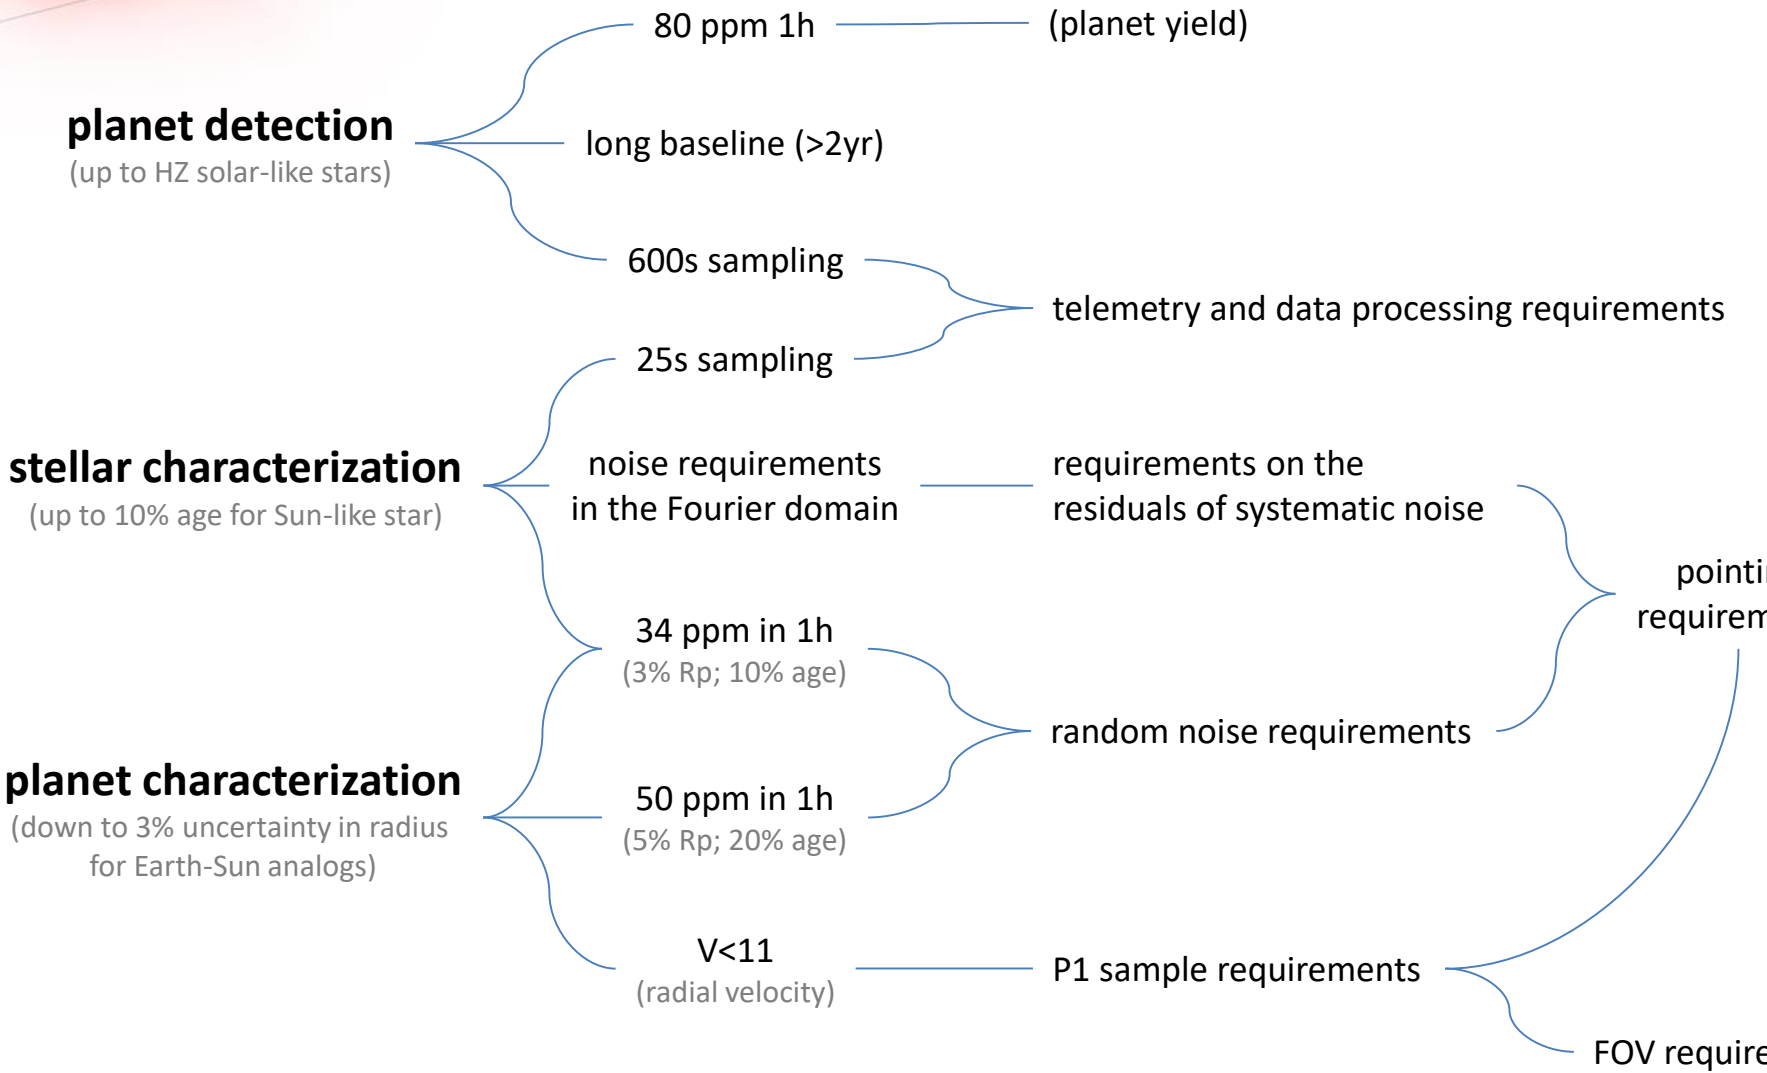 80 ppm 1h
(planet yield)
planet detection
(up to HZ solar-like stars)
long baseline (>2yr)
600s sampling
telemetry and data processing requirements
25s sampling
stellar characterization
(up to 10% age for Sun-like star)
noise requirements
in the Fourier domain
requirements on the
residuals of systematic noise
34 ppm in 1h
(3% Rp; 10% age)
random noise requirements
planet characterization
(down to 3% uncertainty in radius
for Earth-Sun analogs)
50 ppm in 1h
(5% Rp; 20% age)
V<11
(radial velocity)
P1 sample requirements
FOV